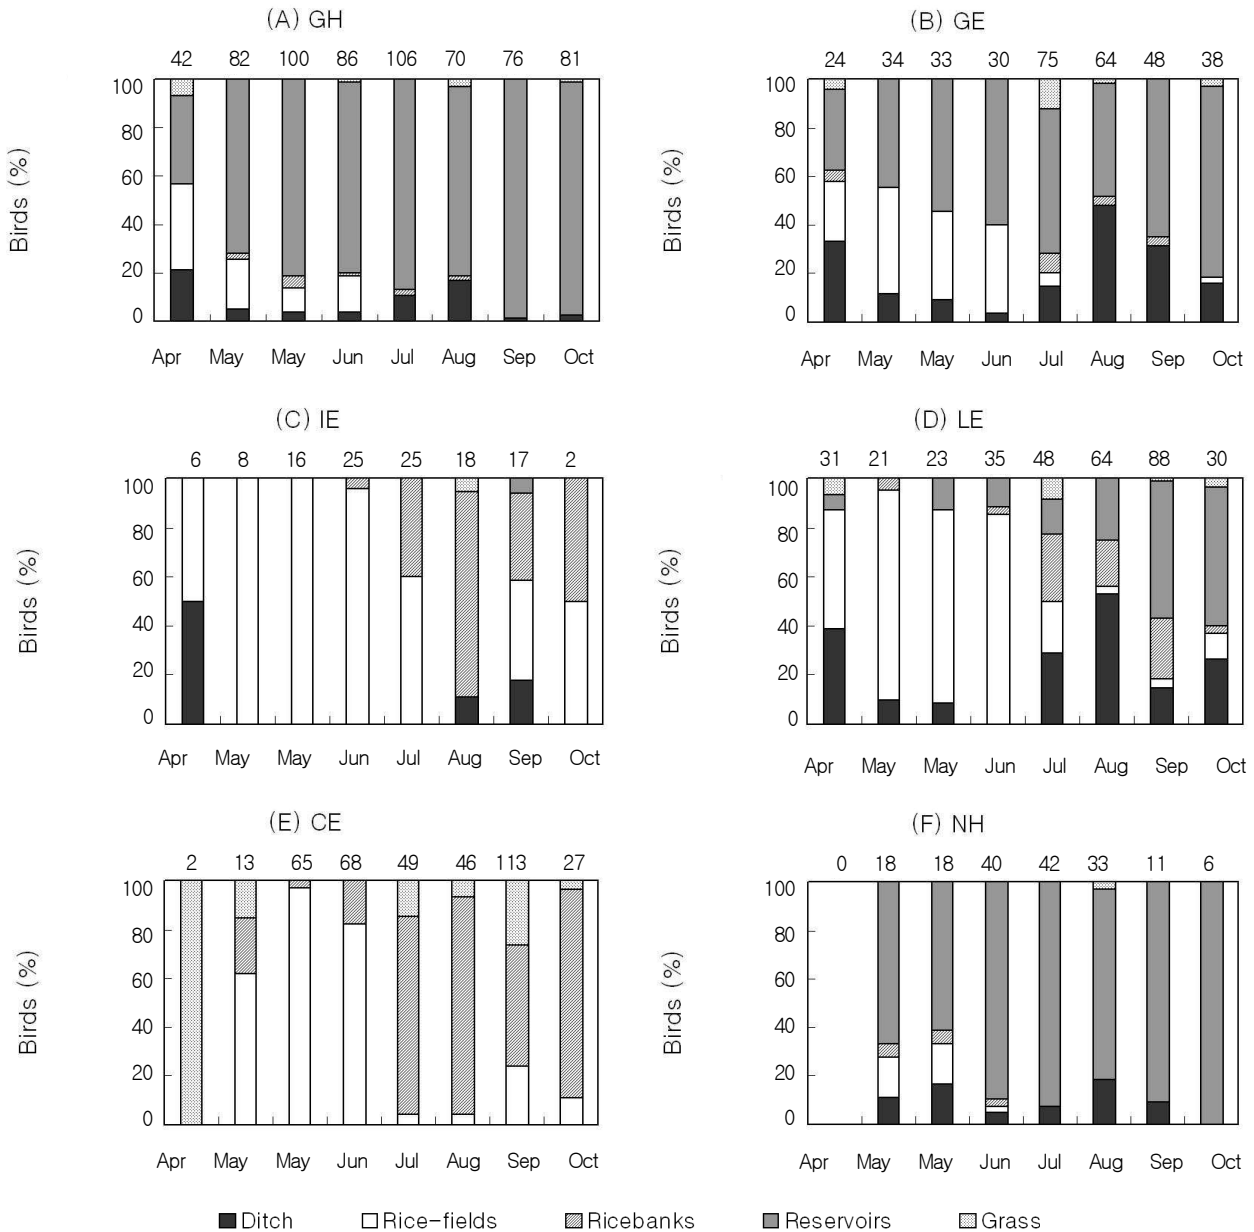 (A) GH
42 82 100 86 106 70 76 81
100
80
60
40
20
0
Birds (%)
Apr May May Jun Jul Aug Sep Oct
(B) GE
24 34 33 30 75 64 48 38
100
80
60
40
20
0
Birds (%)
Apr May May Jun Jul Aug Sep Oct
(C) IE
6 8 16 25 25 18 17 2
100
80
60
40
20
0
Birds (%)
Apr May May Jun Jul Aug Sep Oct
(D) LE
31 21 23 35 48 64 88 30
100
80
60
40
20
0
Birds (%)
Apr May May Jun Jul Aug Sep Oct
(E) CE
2 13 65 68 49 46 113 27
100
80
60
40
20
0
Birds (%)
Apr May May Jun Jul Aug Sep Oct
(F) NH
0 18 18 40 42 33 11 6
100
80
60
40
20
0
Birds (%)
Apr May May Jun Jul Aug Sep Oct
Ditch Rice-fields Ricebanks Reservoirs Grass